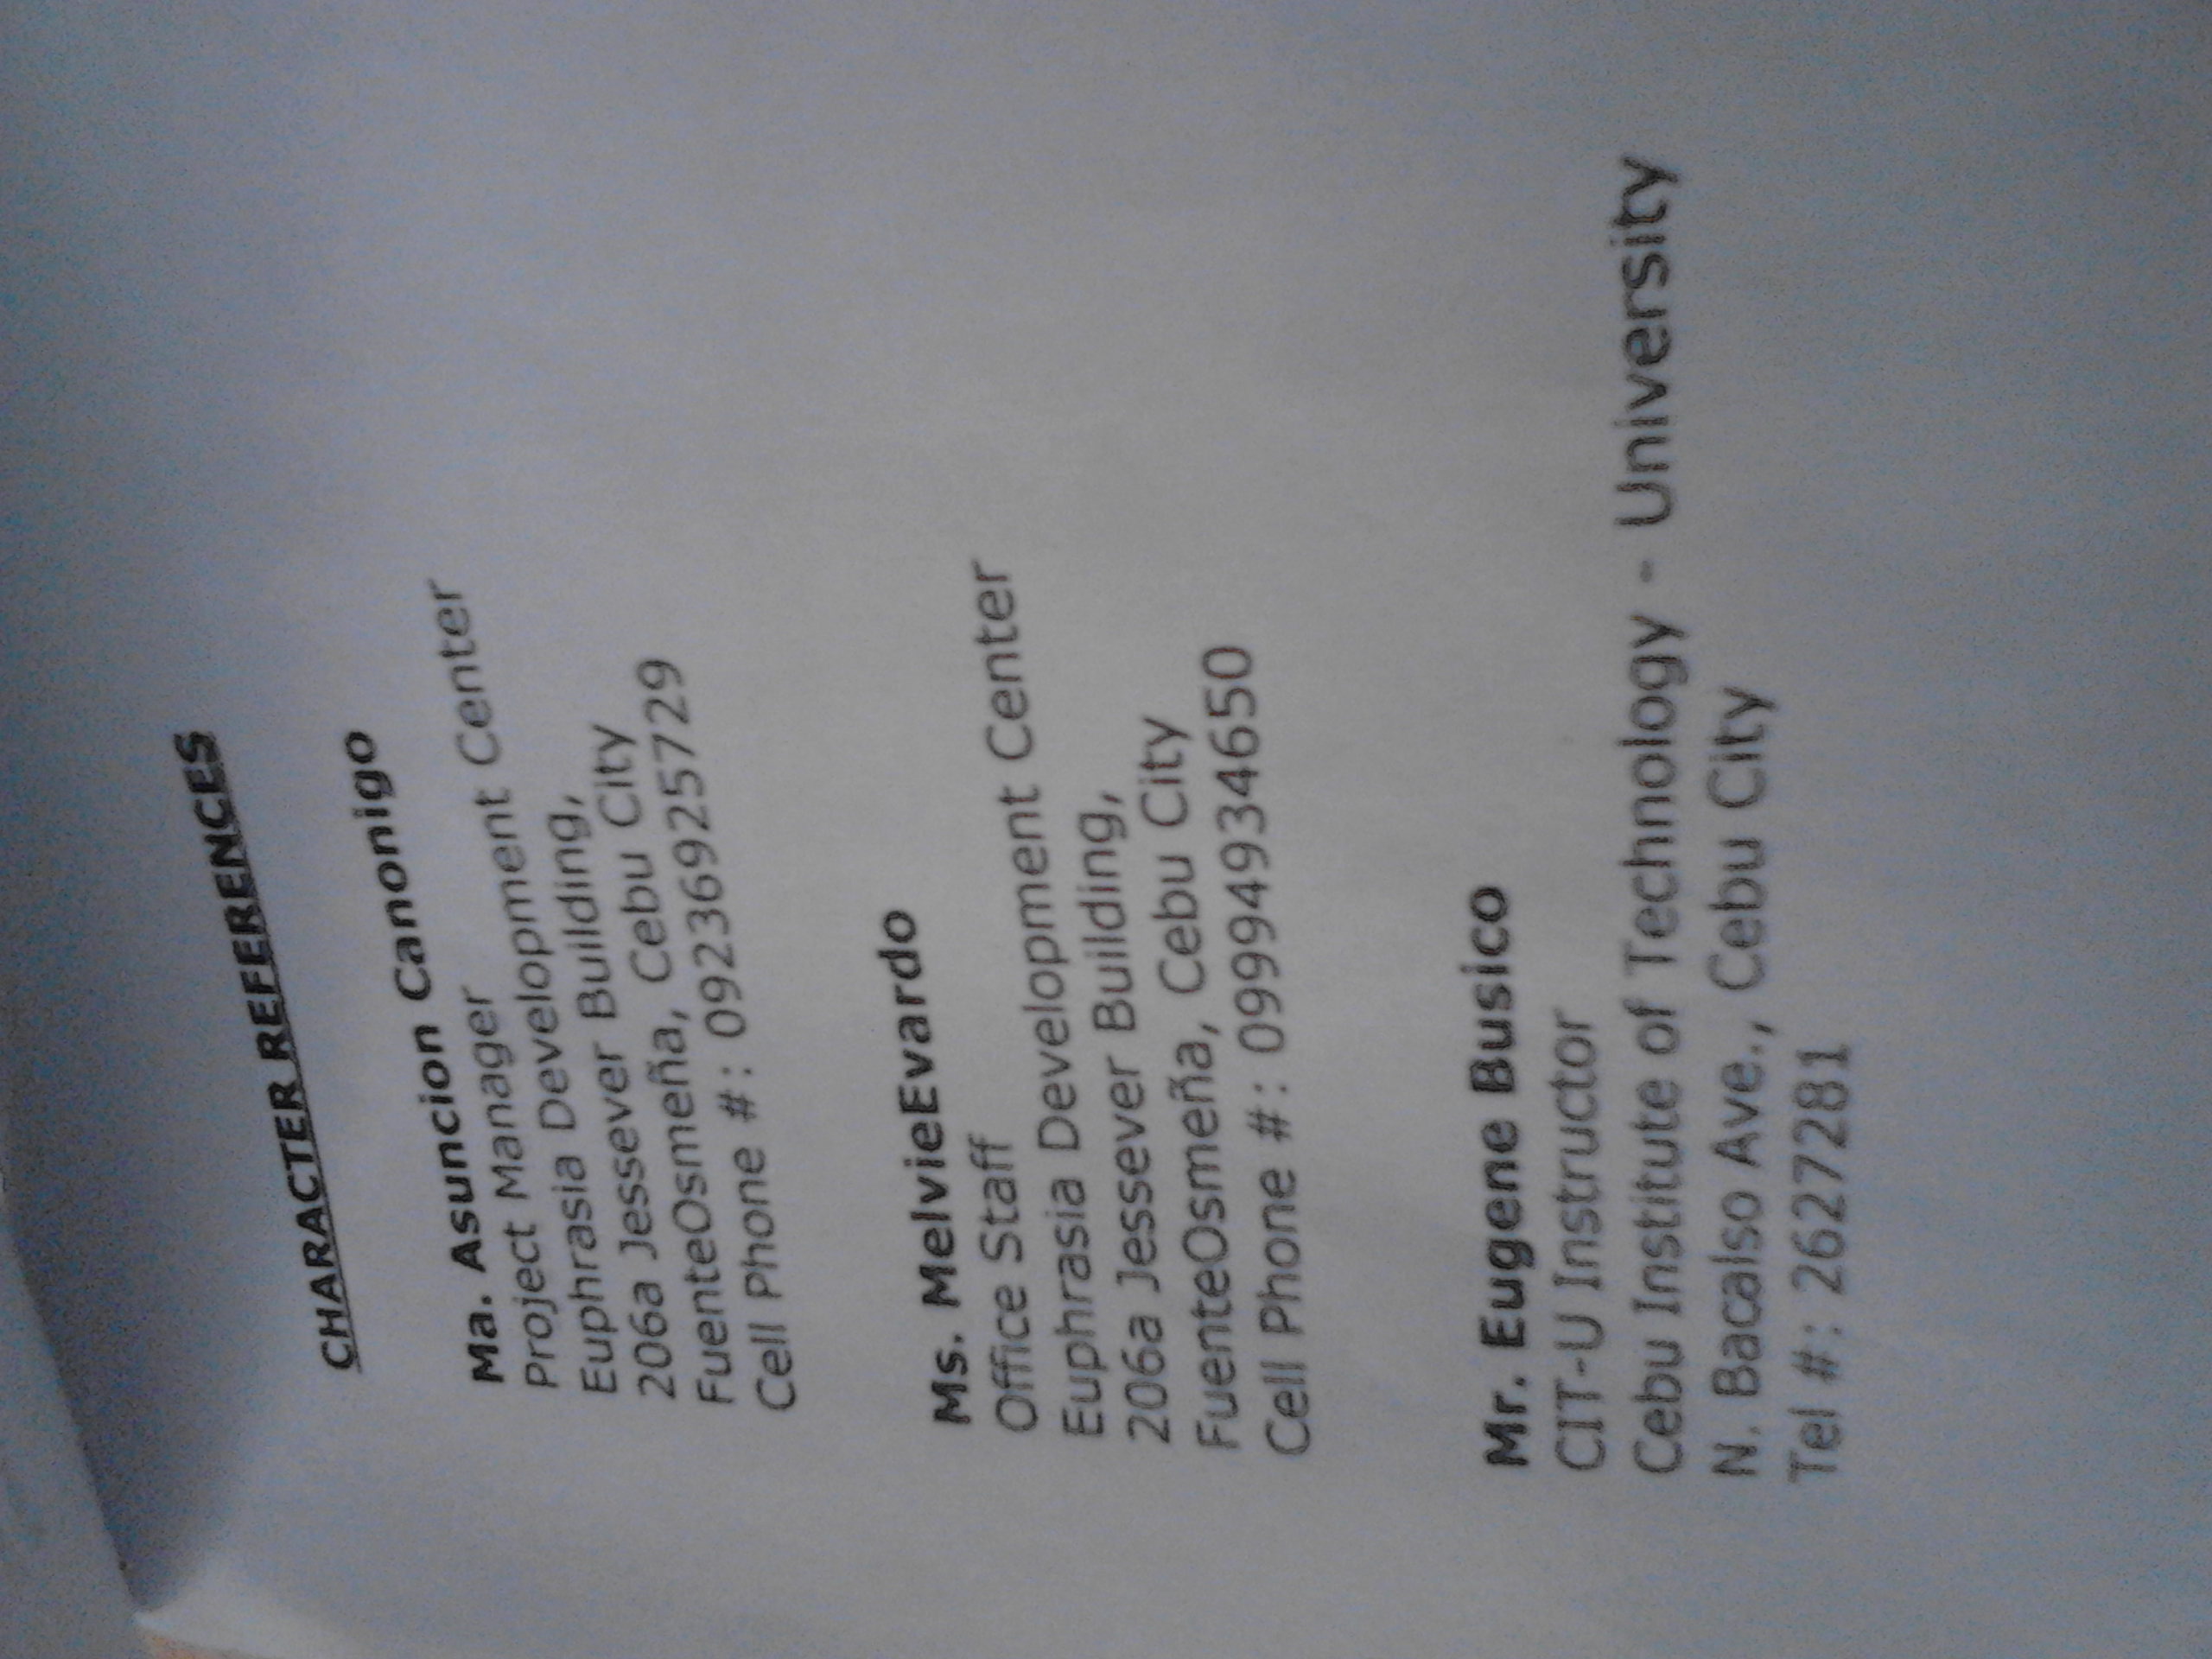 CHARACTER REFERENCES
Ma. Asuncion Canonigo
Project Manager
Euphrasia Development Center
206a Jessever Building,
FuenteOsmeña, Cebu City
Cell Phone #: 09236925729
Ms. MelvieEvardo
Office Staff
Euphrasia Development Center
206a Jessever Building,
FuenteOsmeña, Cebu City
Cell Phone #: 09994934650
Mr. Eugene Busico
CIT-U Instructor
Cebu Institute of Technology - University
N. Bacalso Ave., Cebu City
Tel #: 2627281